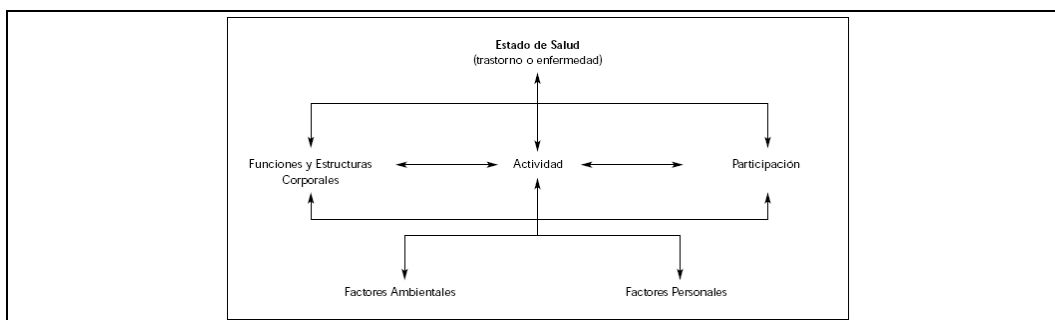 Estado de Salud
(trastorno o enfermedad)
Funciones y Estructuras
Corporales
Actividad
Participación
Factores Ambientales
Factores Personales